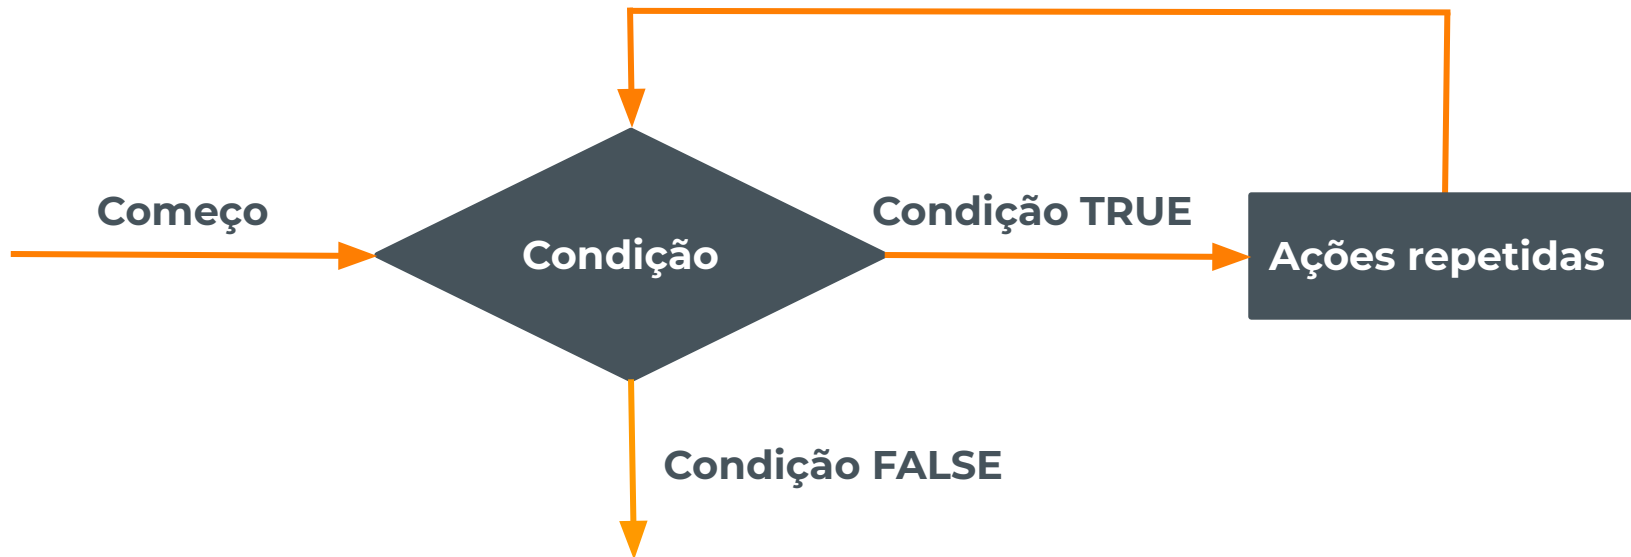 Começo
Condição
Condição TRUE
Ações repetidas
Condição FALSE